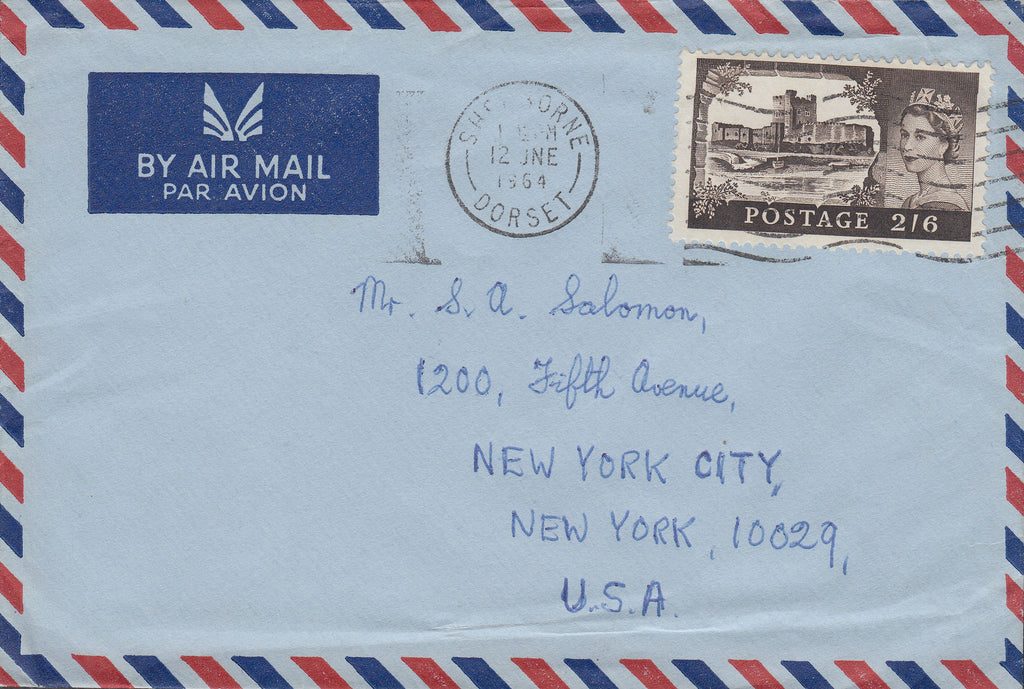 BY AIR MAIL
PAR AVION
SHERBORNE
12 JNE
1964
DORSET
POSTAGE 2/6
Mr. S. A. Salomon,
1200, Fifth Avenue,
NEW YORK CITY,
NEW YORK, 10029,
U.S.A.